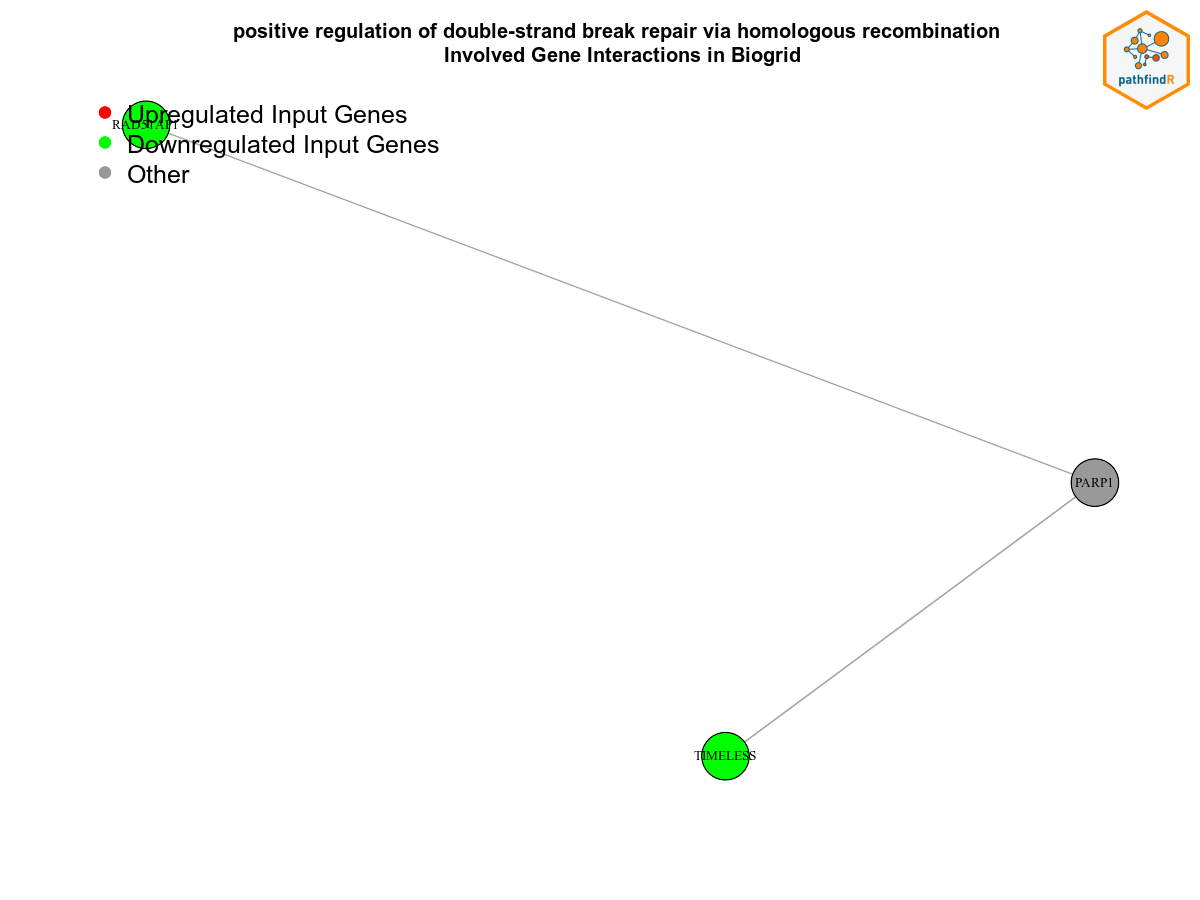 positive regulation of double-strand break repair via homologous recombination
Involved Gene Interactions in Biogrid
pathfindR
Upregulated Input Genes
RAD51AP1
Downregulated Input Genes
Other
PARP1
TIMELESS